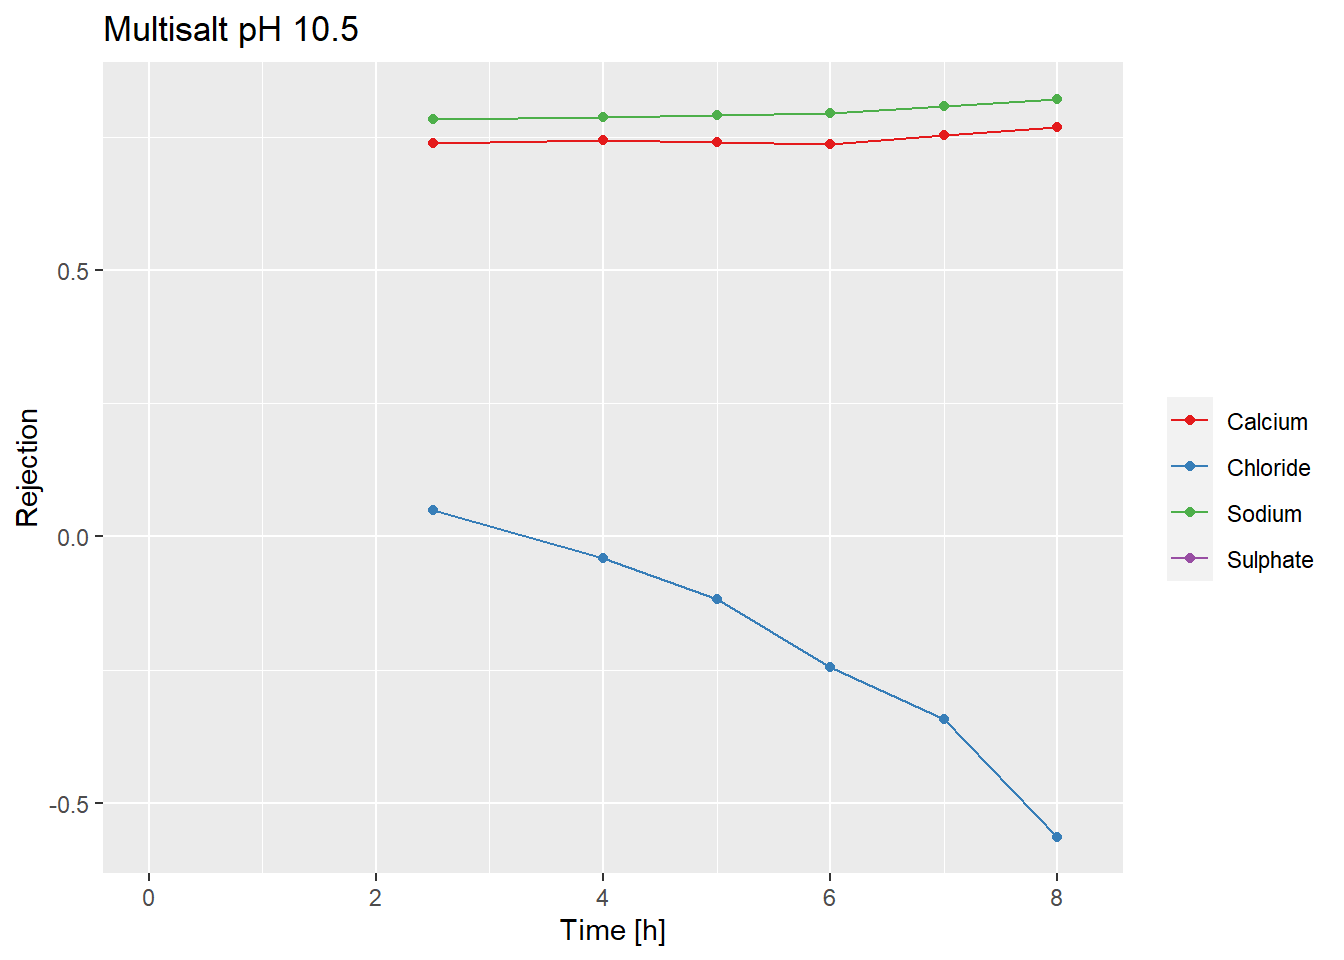 Multisalt pH 10.5
Rejection
0.5
0.0
-0.5
0 2 4 6 8
Time [h]
Calcium
Chloride
Sodium
Sulphate